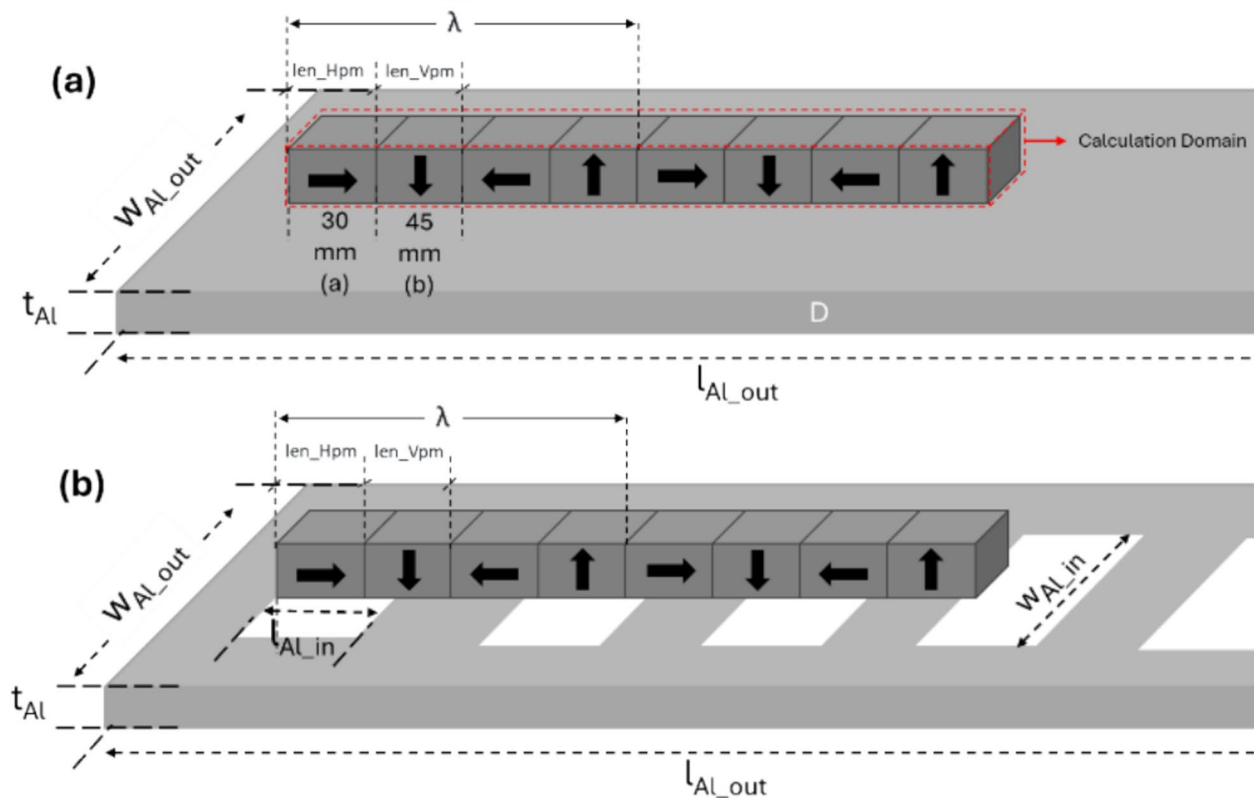 λ
len_Hpm len_Vpm
(a)
Calculation Domain
W_Al_out
30 45
mm mm
(a) (b)
t_Al
D
l_Al_out
λ
len_Hpm len_Vpm
(b)
W_Al_out
W_Al_in
l_Al_in
t_Al
l_Al_out